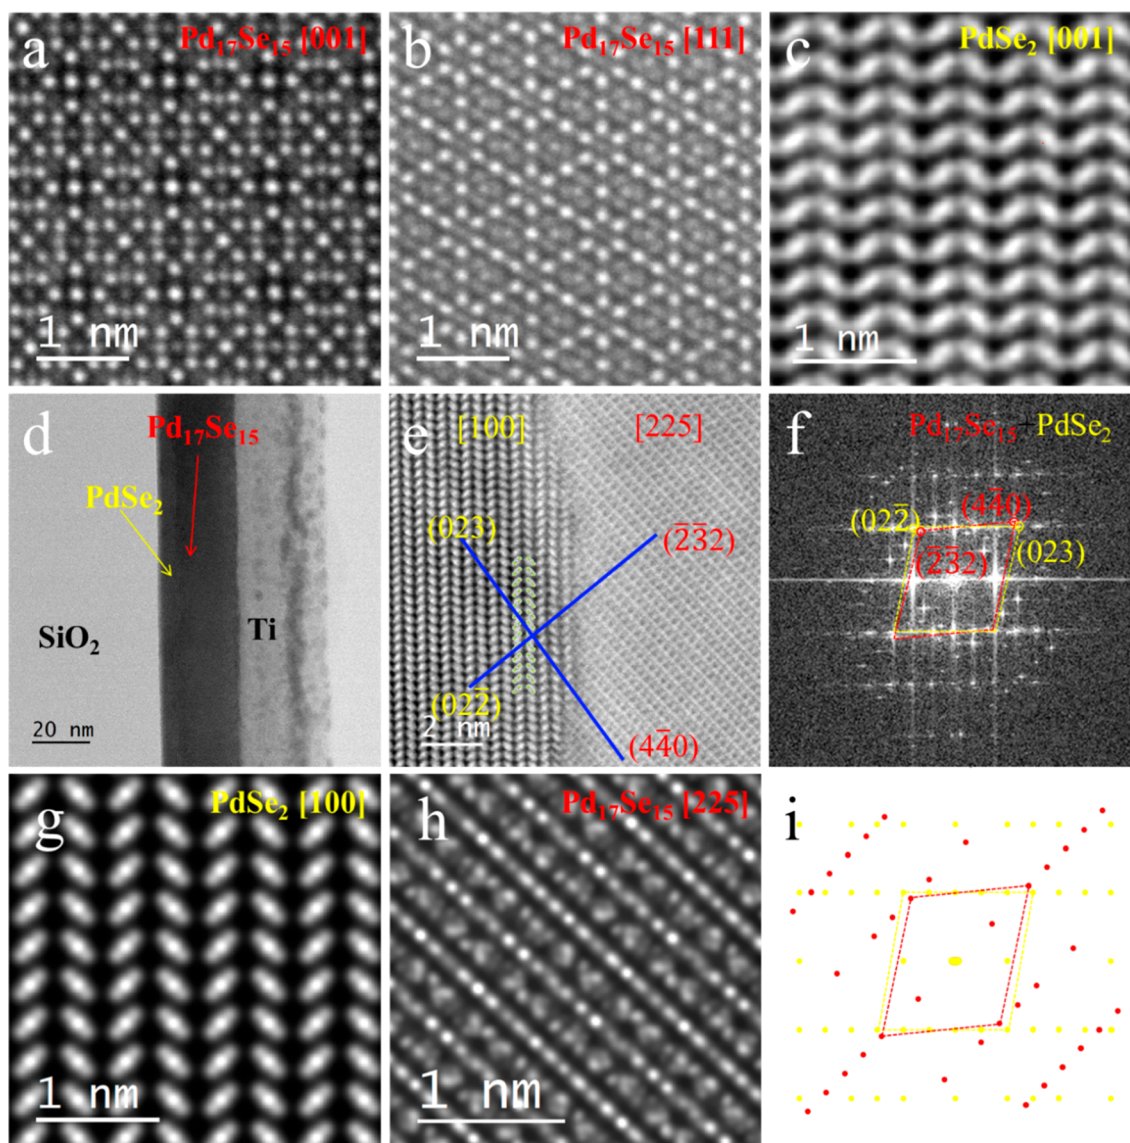 a
Pd₁₇Se₁₅ [001]
1 nm
b
Pd₁₇Se₁₅ [111]
1 nm
c
PdSe₂ [001]
1 nm
d
Pd₁₇Se₁₅
PdSe₂
SiO₂
Ti
20 nm
e
[100]
[225]
(023)
(2̅3̅2)
(022̅)
2 nm
(44̅0)
f
Pd₁₇Se₁₅+PdSe₂
(44̅0)
(022̅)
(023)
(2̅3̅2)
g
PdSe₂ [100]
1 nm
h
Pd₁₇Se₁₅ [225]
1 nm
i